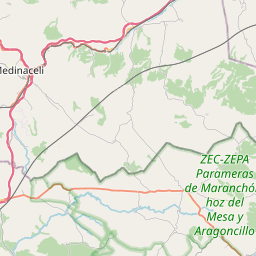 Medinaceli
ZEC-ZEPA
Parameras
de Maranchón
hoz del
Mesa y
Aragoncillo